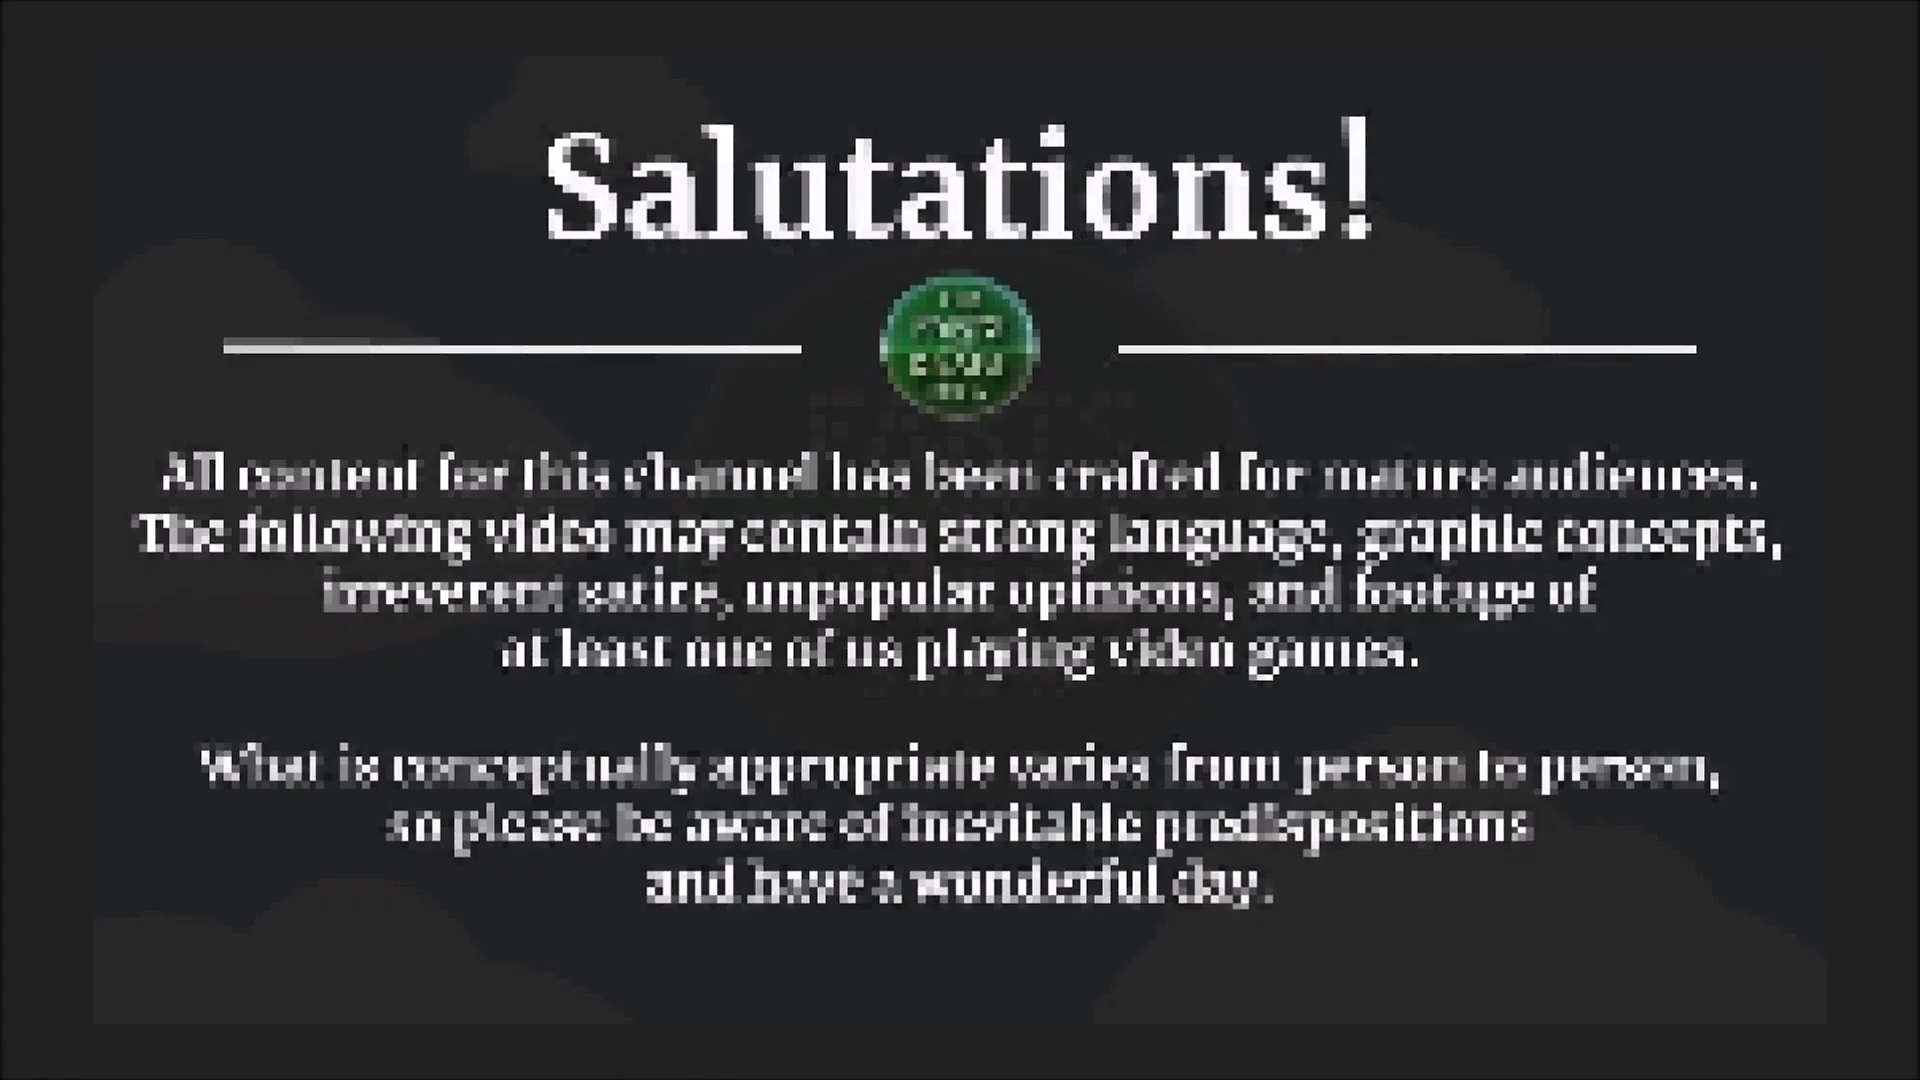 Salutations!
All content for this channel has been crafted for mature audiences.
The following video may contain strong language, graphic concepts,
irreverent satire, unpopular opinions, and footage of
at least one of us playing video games.
What is conceptually appropriate varies from person to person,
so please be aware of inevitable predispositions
and have a wonderful day.